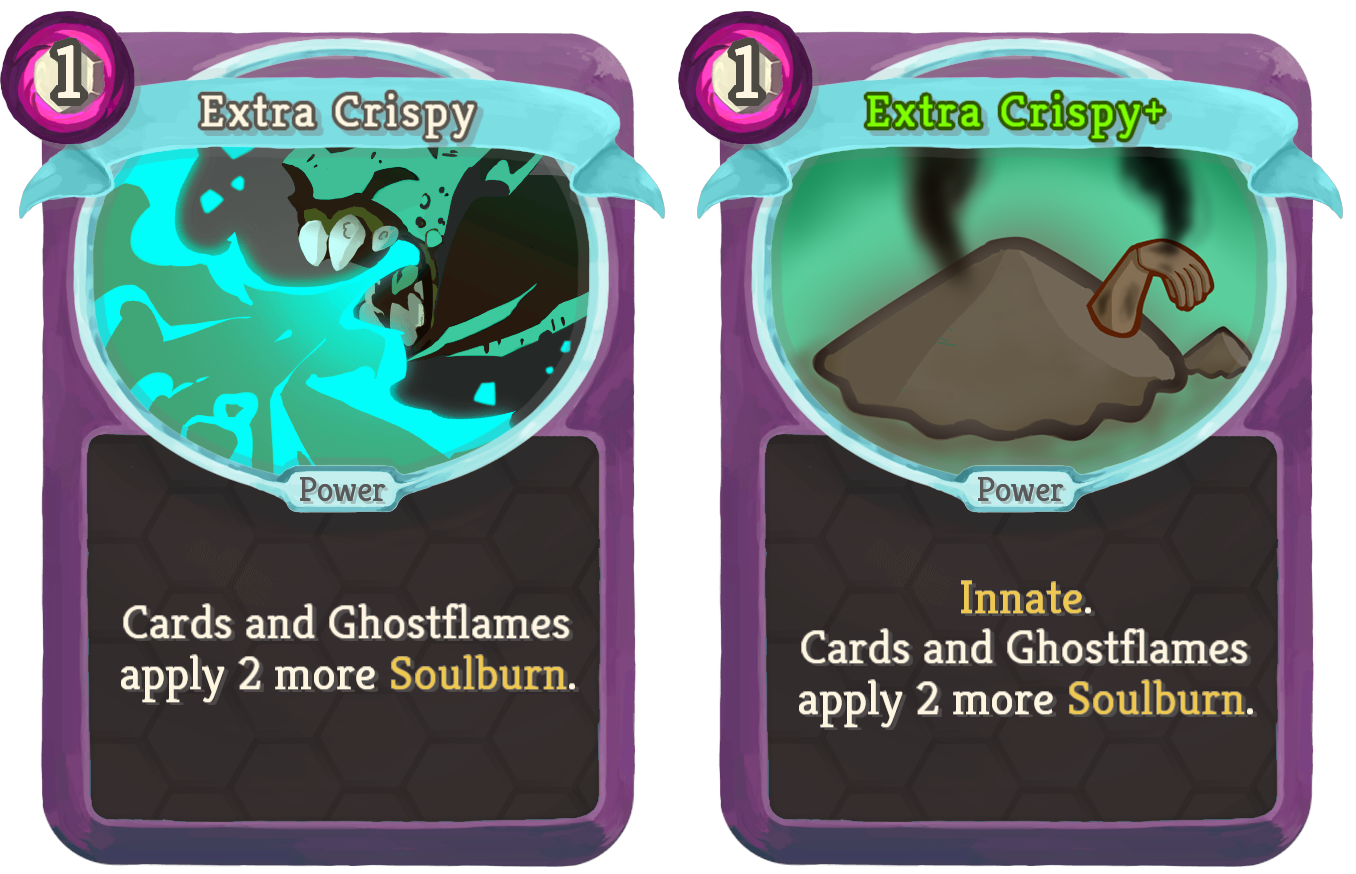 1
Extra Crispy
Power
Cards and Ghostflames
apply 2 more Soulburn.
1
Extra Crispy+
Power
Innate.
Cards and Ghostflames
apply 2 more Soulburn.